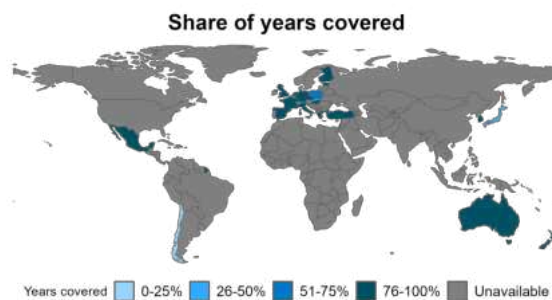 Share of years covered
Years covered 0-25% 26-50% 51-75% 76-100% Unavailable